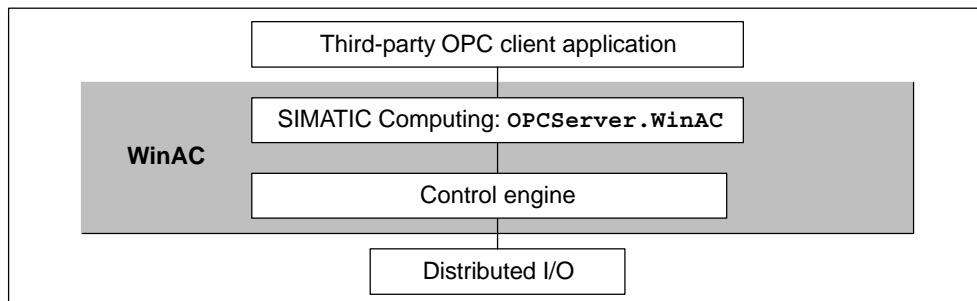 Third-party OPC client application
SIMATIC Computing: OPCServer.WinAC
WinAC
Control engine
Distributed I/O